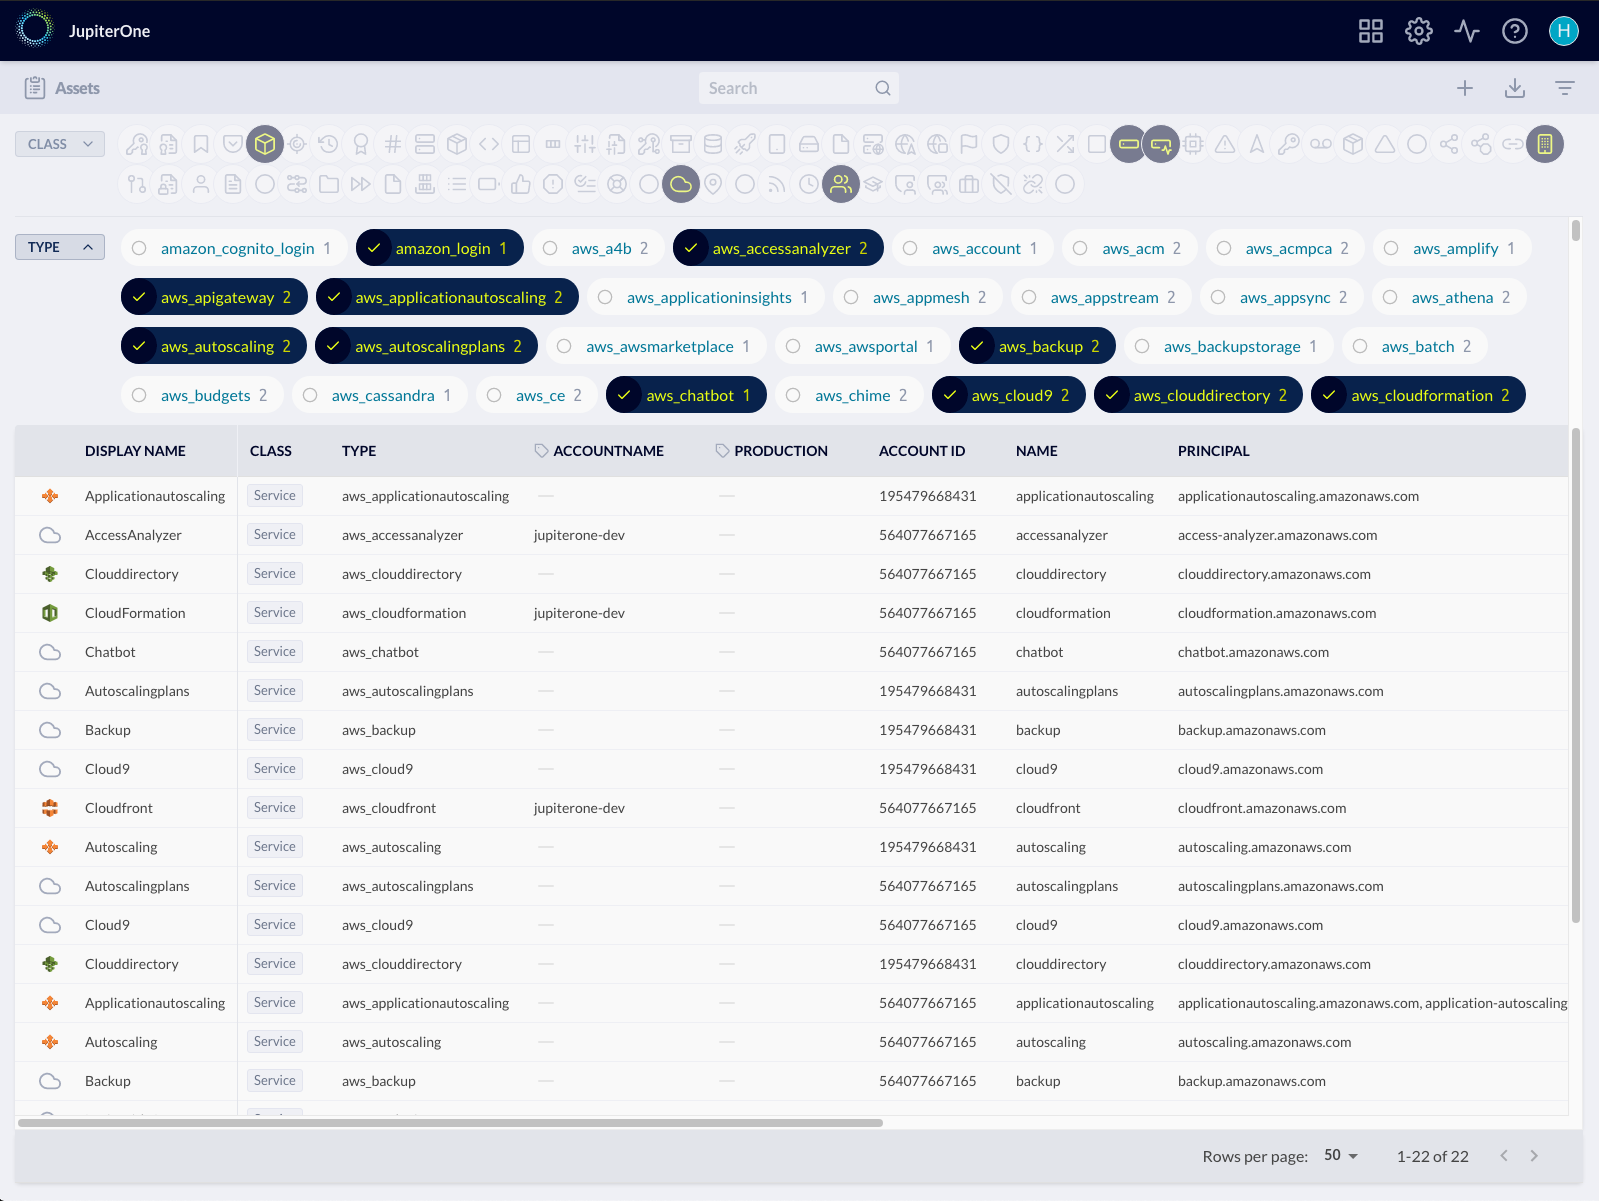 JupiterOne
H
Assets
Search
CLASS
TYPE
amazon_cognito_login 1 amazon_login 1 aws_a4b 2 aws_accessanalyzer 2 aws_account 1 aws_acm 2 aws_acmpca 2 aws_amplify 1
aws_apigateway 2 aws_applicationautoscaling 2 aws_applicationinsights 1 aws_appmesh 2 aws_appstream 2 aws_appsync 2 aws_athena 2
aws_autoscaling 2 aws_autoscalingplans 2 aws_awsmarketplace 1 aws_awsportal 1 aws_backup 2 aws_backupstorage 1 aws_batch 2
aws_budgets 2 aws_cassandra 1 aws_ce 2 aws_chatbot 1 aws_chime 2 aws_cloud9 2 aws_clouddirectory 2 aws_cloudformation 2
DISPLAY NAME CLASS TYPE ACCOUNTNAME PRODUCTION ACCOUNT ID NAME PRINCIPAL
Applicationautoscaling Service aws_applicationautoscaling — — 195479668431 applicationautoscaling applicationautoscaling.amazonaws.com
AccessAnalyzer Service aws_accessanalyzer jupiterone-dev — 564077667165 accessanalyzer access-analyzer.amazonaws.com
Clouddirectory Service aws_clouddirectory — — 564077667165 clouddirectory clouddirectory.amazonaws.com
CloudFormation Service aws_cloudformation jupiterone-dev — 564077667165 cloudformation cloudformation.amazonaws.com
Chatbot Service aws_chatbot — — 564077667165 chatbot chatbot.amazonaws.com
Autoscalingplans Service aws_autoscalingplans — — 195479668431 autoscalingplans autoscalingplans.amazonaws.com
Backup Service aws_backup — — 195479668431 backup backup.amazonaws.com
Cloud9 Service aws_cloud9 — — 195479668431 cloud9 cloud9.amazonaws.com
Cloudfront Service aws_cloudfront jupiterone-dev — 564077667165 cloudfront cloudfront.amazonaws.com
Autoscaling Service aws_autoscaling — — 195479668431 autoscaling autoscaling.amazonaws.com
Autoscalingplans Service aws_autoscalingplans — — 564077667165 autoscalingplans autoscalingplans.amazonaws.com
Cloud9 Service aws_cloud9 — — 564077667165 cloud9 cloud9.amazonaws.com
Clouddirectory Service aws_clouddirectory — — 195479668431 clouddirectory clouddirectory.amazonaws.com
Applicationautoscaling Service aws_applicationautoscaling — — 564077667165 applicationautoscaling applicationautoscaling.amazonaws.com, application-autoscaling
Autoscaling Service aws_autoscaling — — 564077667165 autoscaling autoscaling.amazonaws.com
Backup Service aws_backup — — 564077667165 backup backup.amazonaws.com
Rows per page: 50 1-22 of 22